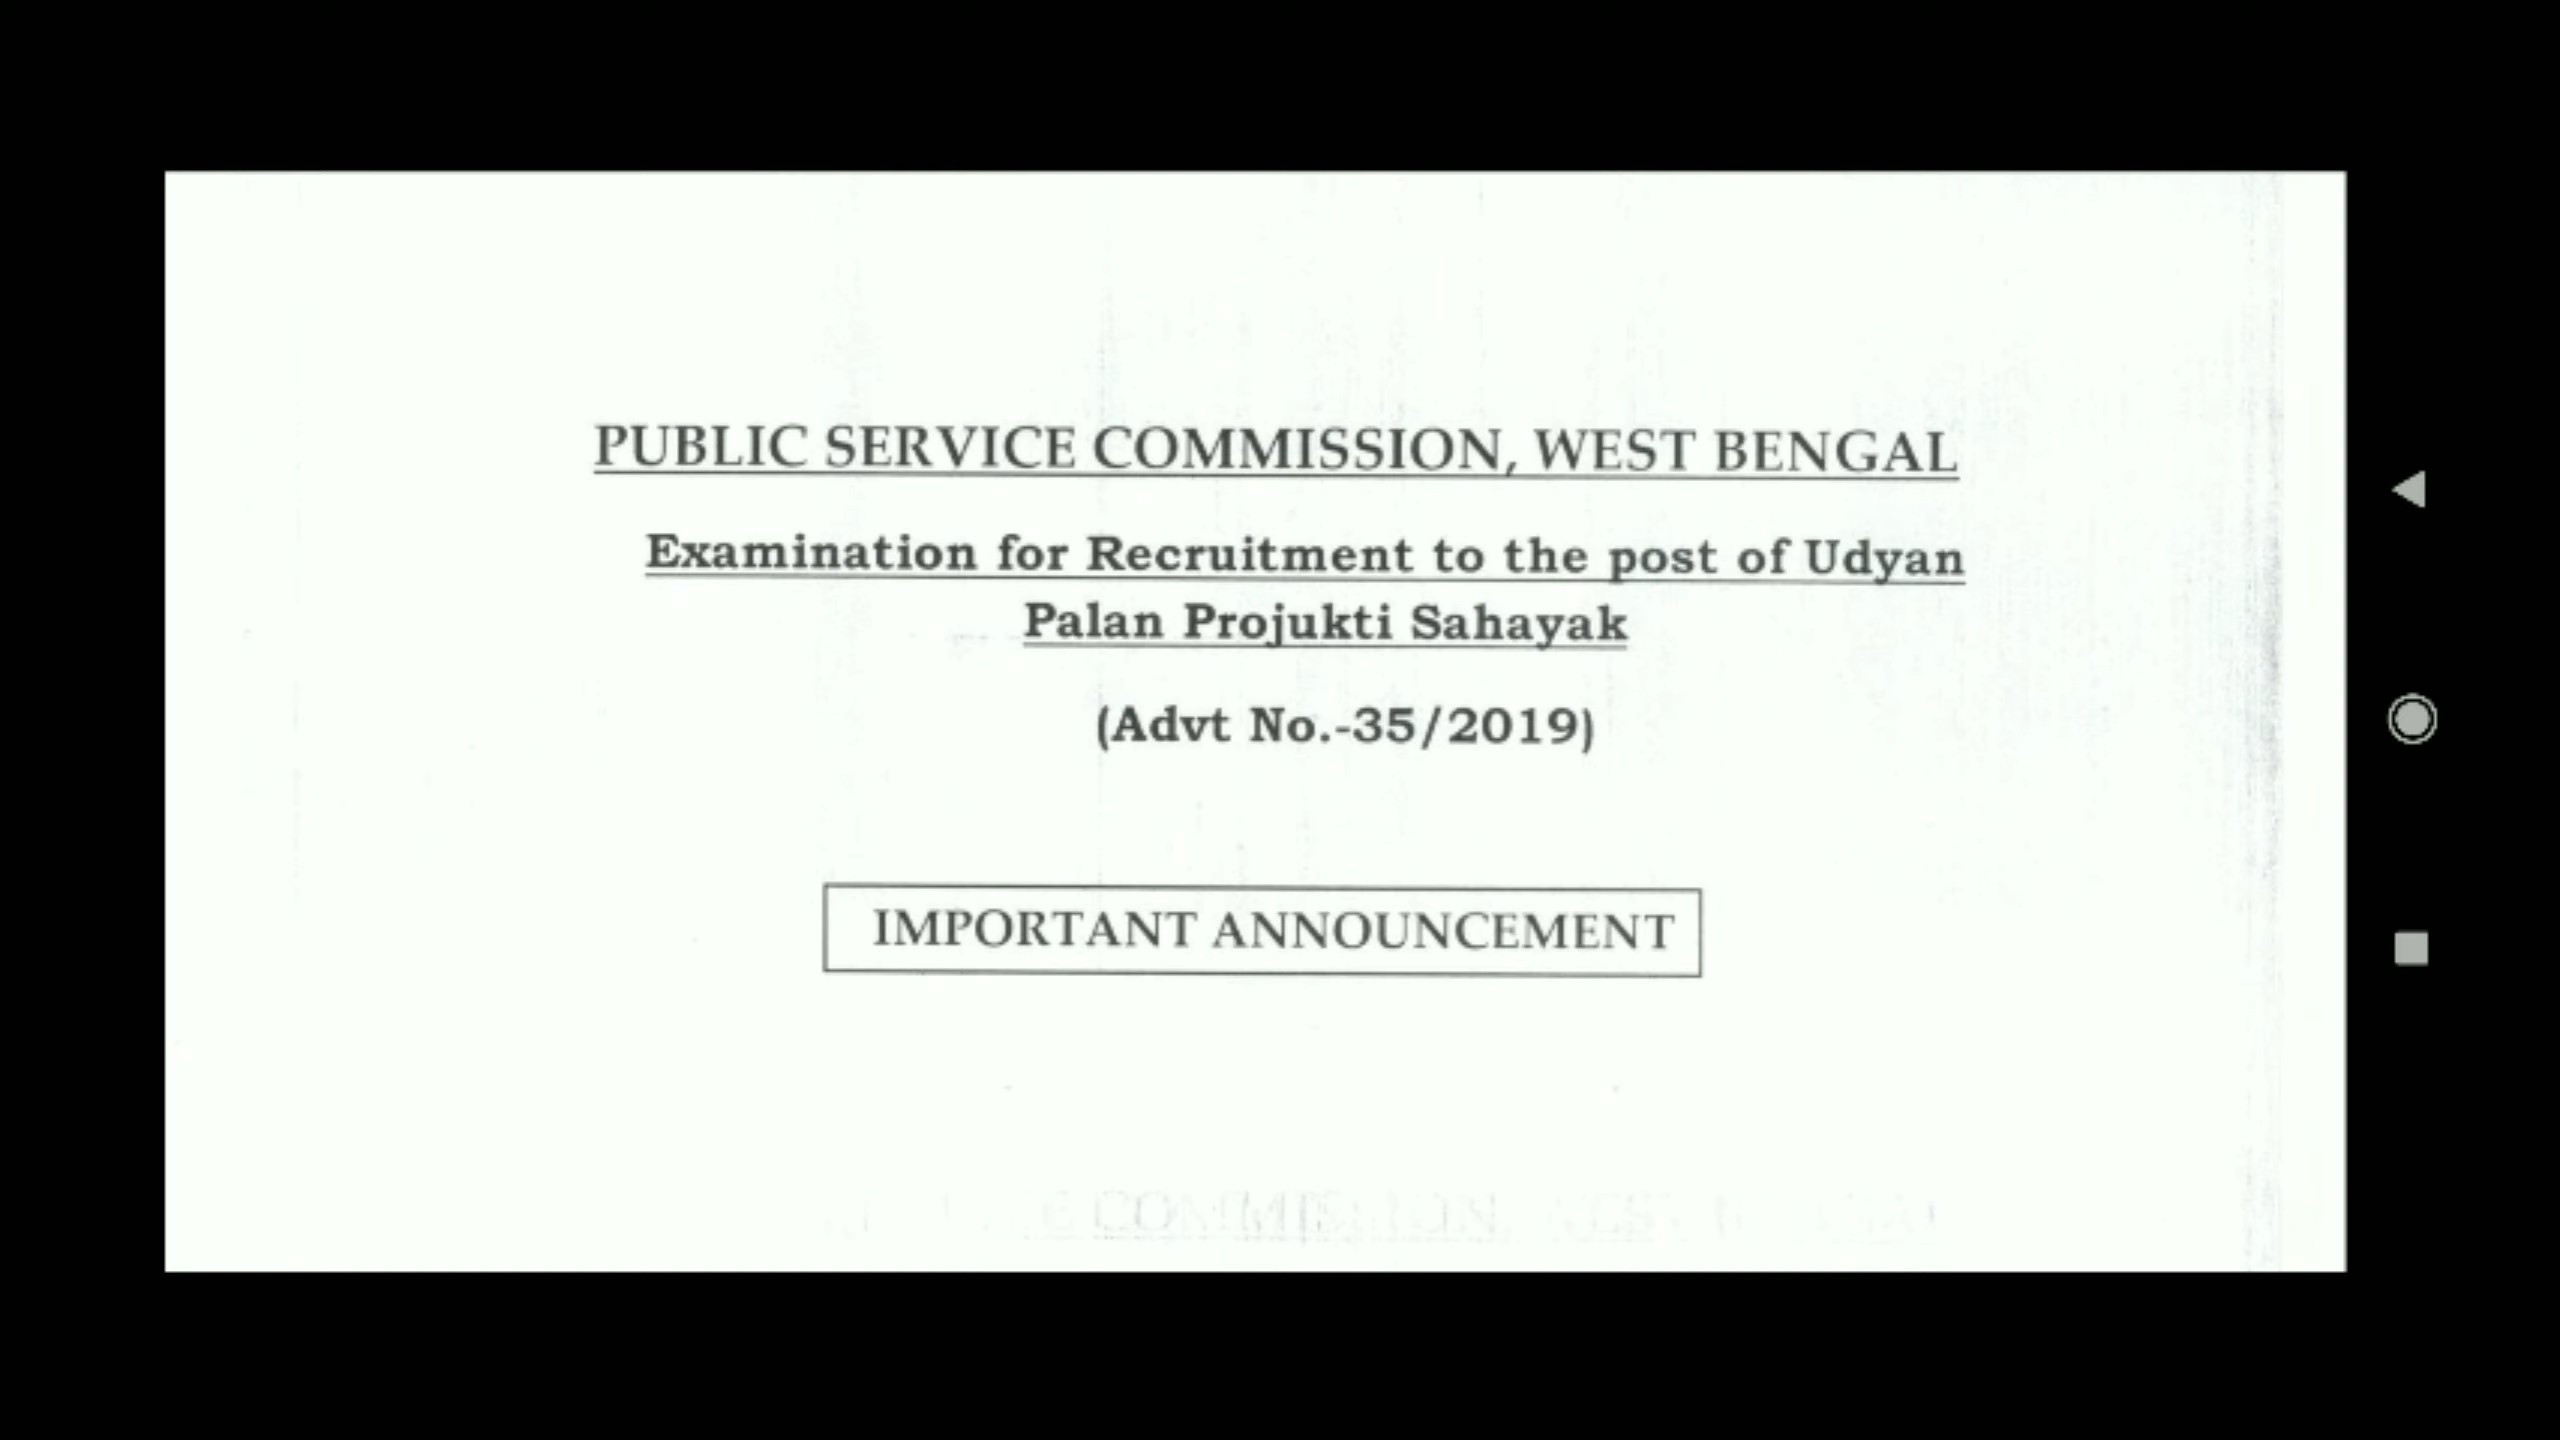 PUBLIC SERVICE COMMISSION, WEST BENGAL
Examination for Recruitment to the post of Udyan
Palan Projukti Sahayak
(Advt No.-35/2019)
IMPORTANT ANNOUNCEMENT
COMMISSION